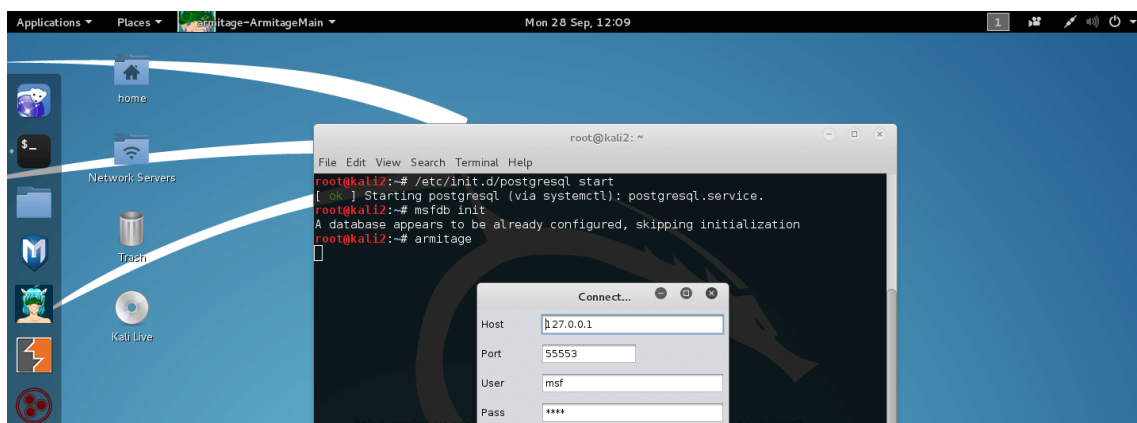 Applications Places armitage-ArmitageMain Mon 28 Sep, 12:09 1
home
Network Servers
Trash
Kali Live
$_
root@kali2: ~
File Edit View Search Terminal Help
root@kali2:~# /etc/init.d/postgresql start
[ ok ] Starting postgresql (via systemctl): postgresql.service.
root@kali2:~# msfdb init
A database appears to be already configured, skipping initialization
root@kali2:~# armitage
Connect...
Host 127.0.0.1
Port 55553
User msf
Pass ****